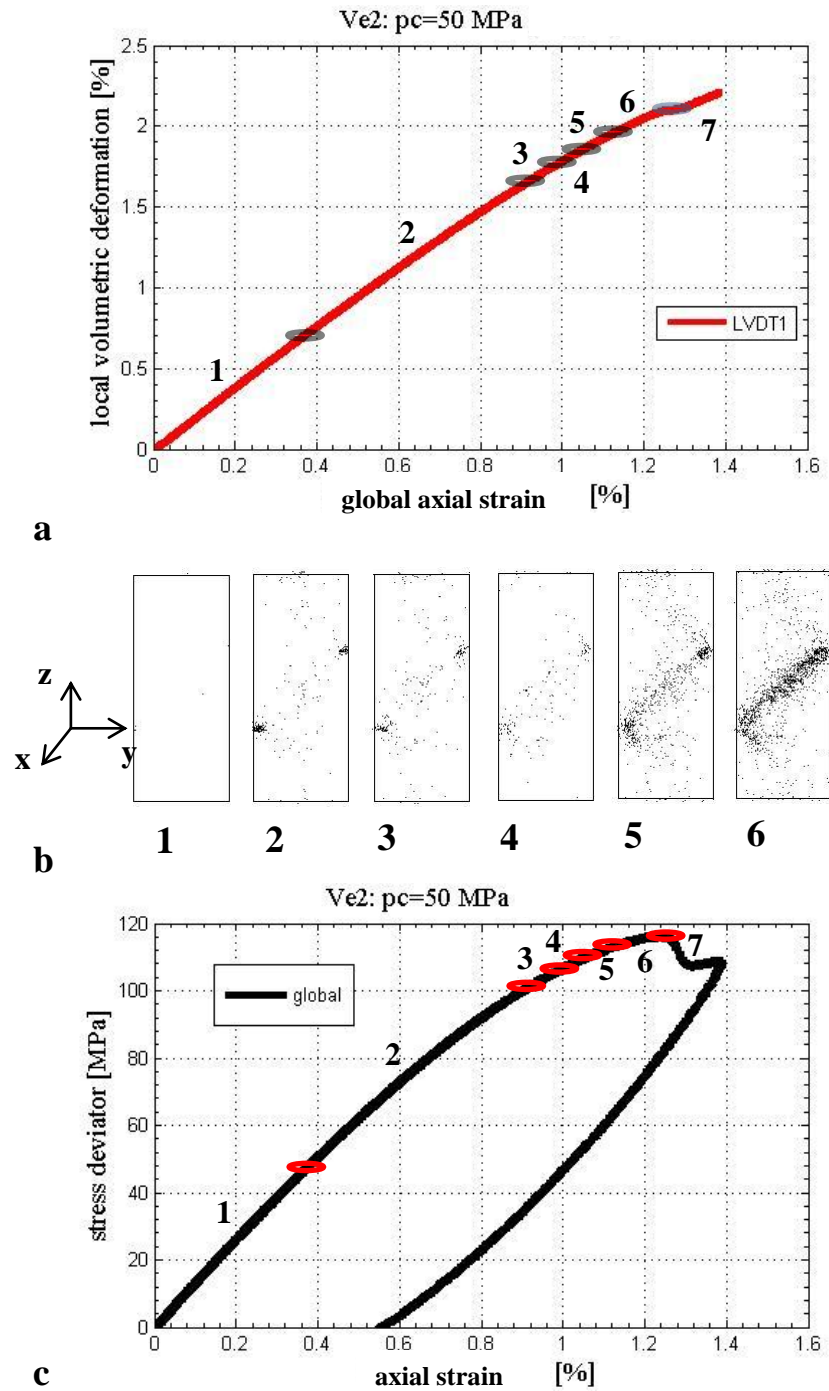 Ve2: pc=50 MPa
local volumetric deformation [%]
2.5
2
1.5
1
0.5
0
1
2
3
4
5
6
7
LVDT1
0 0.2 0.4 0.6 0.8 1 1.2 1.4 1.6
global axial strain [%]
a
z
y
x
1 2 3 4 5 6
b
Ve2: pc=50 MPa
stress deviator [MPa]
120
100
80
60
40
20
0
1
2
3
4
5
6
7
global
0 0.2 0.4 0.6 0.8 1 1.2 1.4 1.6
axial strain [%]
c